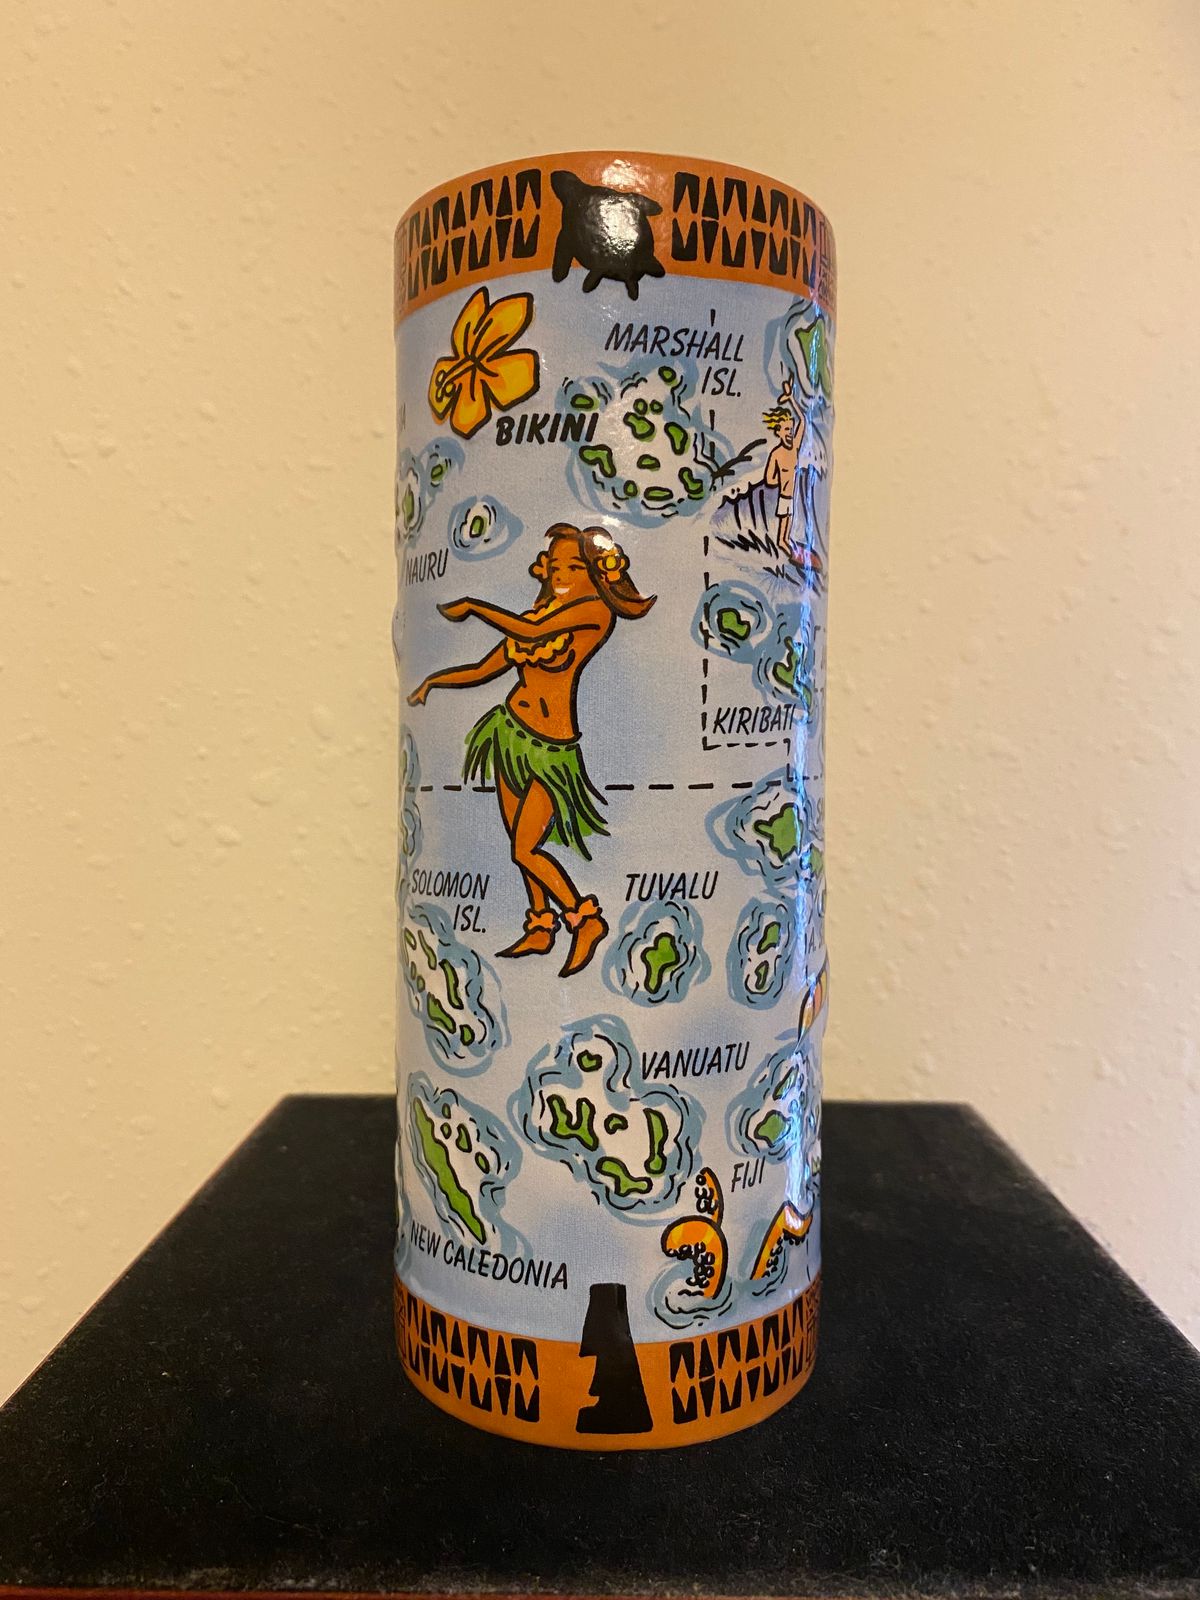 MARSHALL
ISL.
BIKINI
NAURU
KIRIBATI
SOLOMON
ISL.
TUVALU
VANUATU
FIJI
NEW CALEDONIA